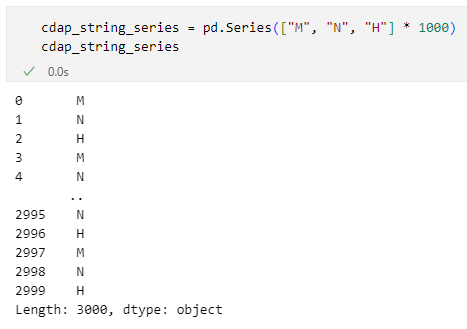 cdap_string_series = pd.Series(["M", "N", "H"] * 1000)
cdap_string_series
✓ 0.0s
0 M
1 N
2 H
3 M
4 N
..
2995 N
2996 H
2997 M
2998 N
2999 H
Length: 3000, dtype: object